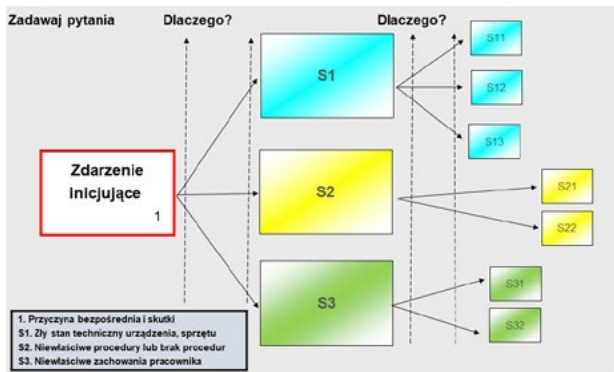 Zadawaj pytania
Dlaczego?
Dlaczego?
S1
S11
S12
S13
Zdarzenie
inicjujące
1
S2
S21
S22
S3
S31
S32
1. Przyczyna bezpośrednia i skutki
S1. Zły stan techniczny urządzenia, sprzętu
S2. Niewłaściwe procedury lub brak procedur
S3. Niewłaściwe zachowania pracownika